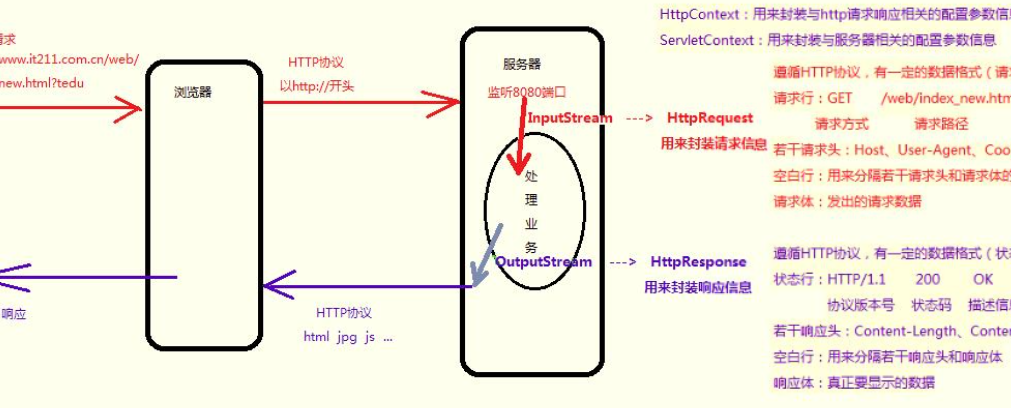 HttpContext：用来封装与http请求响应相关的配置参数信息
ServletContext：用来封装与服务器相关的配置参数信息
请求
www.it211.com.cn/web/
new.html?tedu
浏览器
HTTP协议
以http://开头
服务器
监听8080端口
InputStream ---> HttpRequest
用来封装请求信息
处
理
业
务
OutputStream ---> HttpResponse
用来封装响应信息
响应
HTTP协议
html jpg js ...
遵循HTTP协议，有一定的数据格式（请
请求行：GET /web/index_new.htm
请求方式 请求路径
若干请求头：Host、User-Agent、Coo
空白行：用来分隔若干请求头和请求体的
请求体：发出的请求数据
遵循HTTP协议，有一定的数据格式（状
状态行：HTTP/1.1 200 OK
协议版本号 状态码 描述信
若干响应头：Content-Length、Conte
空白行：用来分隔若干响应头和响应体
响应体：真正要显示的数据